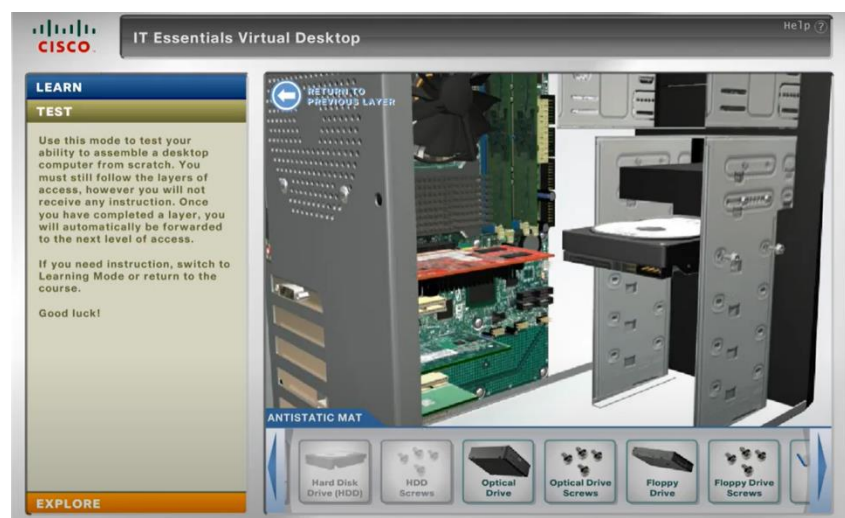 CISCO
IT Essentials Virtual Desktop
Help ?
LEARN
TEST
Use this mode to test your
ability to assemble a desktop
computer from scratch. You
must still follow the layers of
access, however you will not
receive any instruction. Once
you have completed a layer, you
will automatically be forwarded
to the next level of access.
If you need instruction, switch to
Learning Mode or return to the
course.
Good luck!
EXPLORE
RETURN TO
PREVIOUS LAYER
ANTISTATIC MAT
Hard Disk
Drive (HDD)
HDD
Screws
Optical
Drive
Optical Drive
Screws
Floppy
Drive
Floppy Drive
Screws